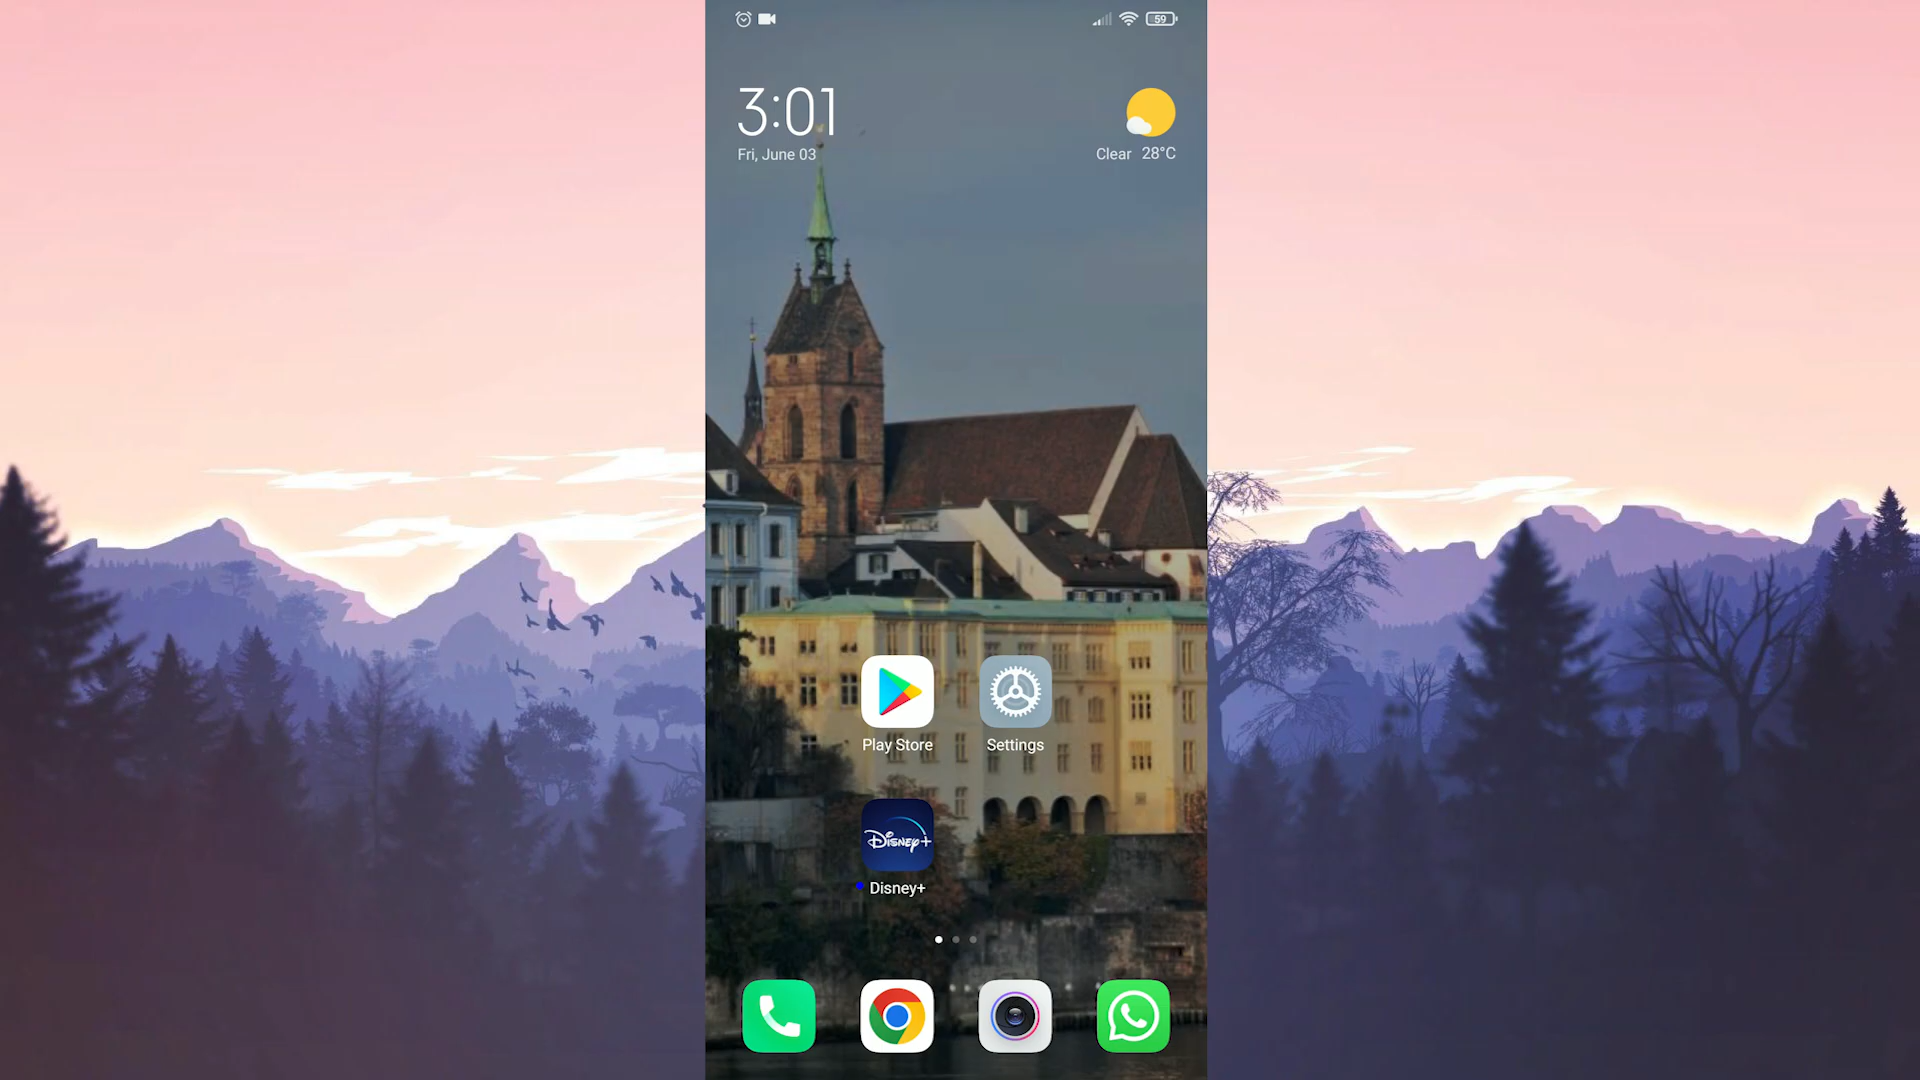 59
3:01
Fri, June 03
Clear 28°C
Play Store
Settings
Disney+
Disney+